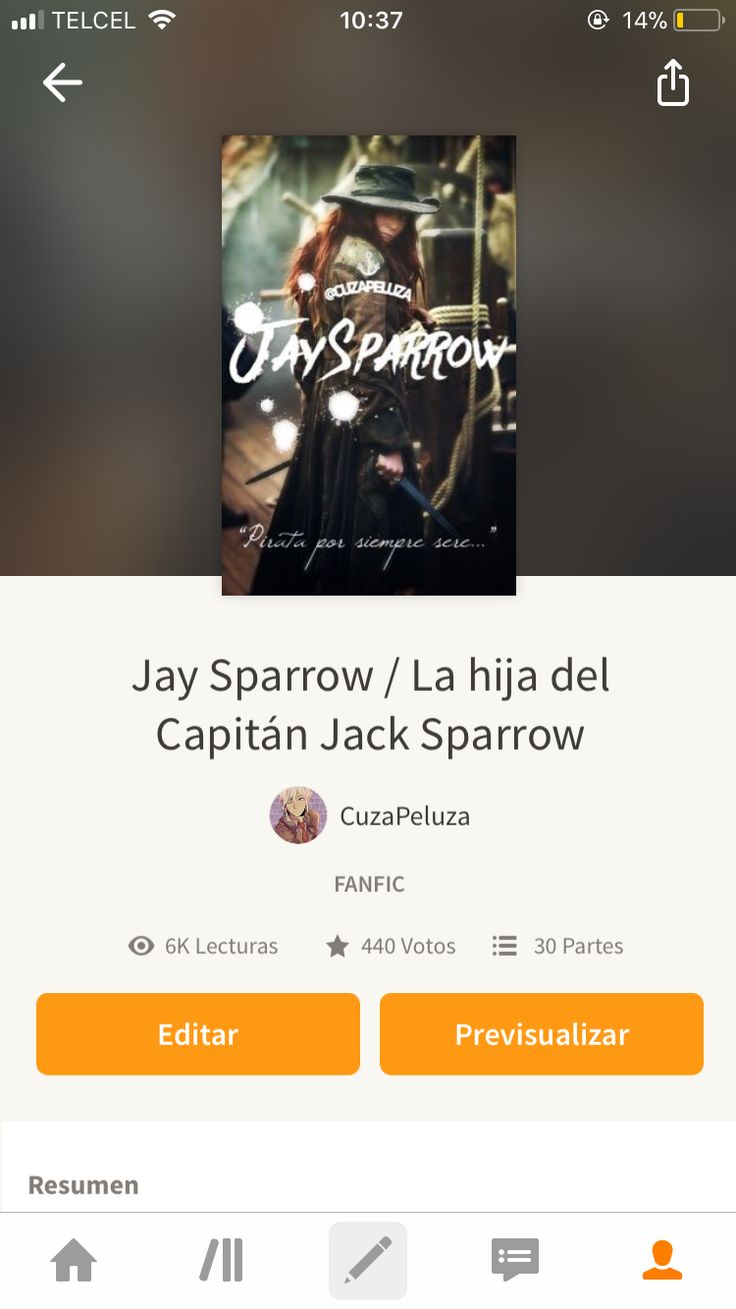 TELCEL 10:37 14%
@CUZAPELUZA
JAYSPARROW
"Pirata por siempre sere..."
Jay Sparrow / La hija del
Capitán Jack Sparrow
CuzaPeluza
FANFIC
6K Lecturas 440 Votos 30 Partes
Editar Previsualizar
Resumen